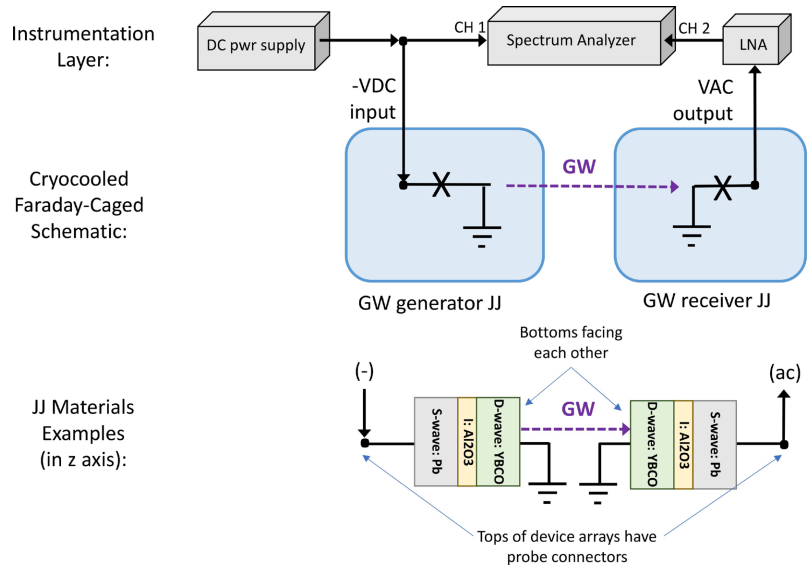 Instrumentation
Layer:
DC pwr supply
CH 1
Spectrum Analyzer
CH 2
LNA
-VDC
input
VAC
output
Cryocooled
Faraday-Caged
Schematic:
GW
GW generator JJ
GW receiver JJ
Bottoms facing
each other
JJ Materials
Examples
(in z axis):
(-)
(ac)
S-wave: Pb
I: Al2O3
D-wave: YBCO
GW
D-wave: YBCO
I: Al2O3
S-wave: Pb
Tops of device arrays have
probe connectors